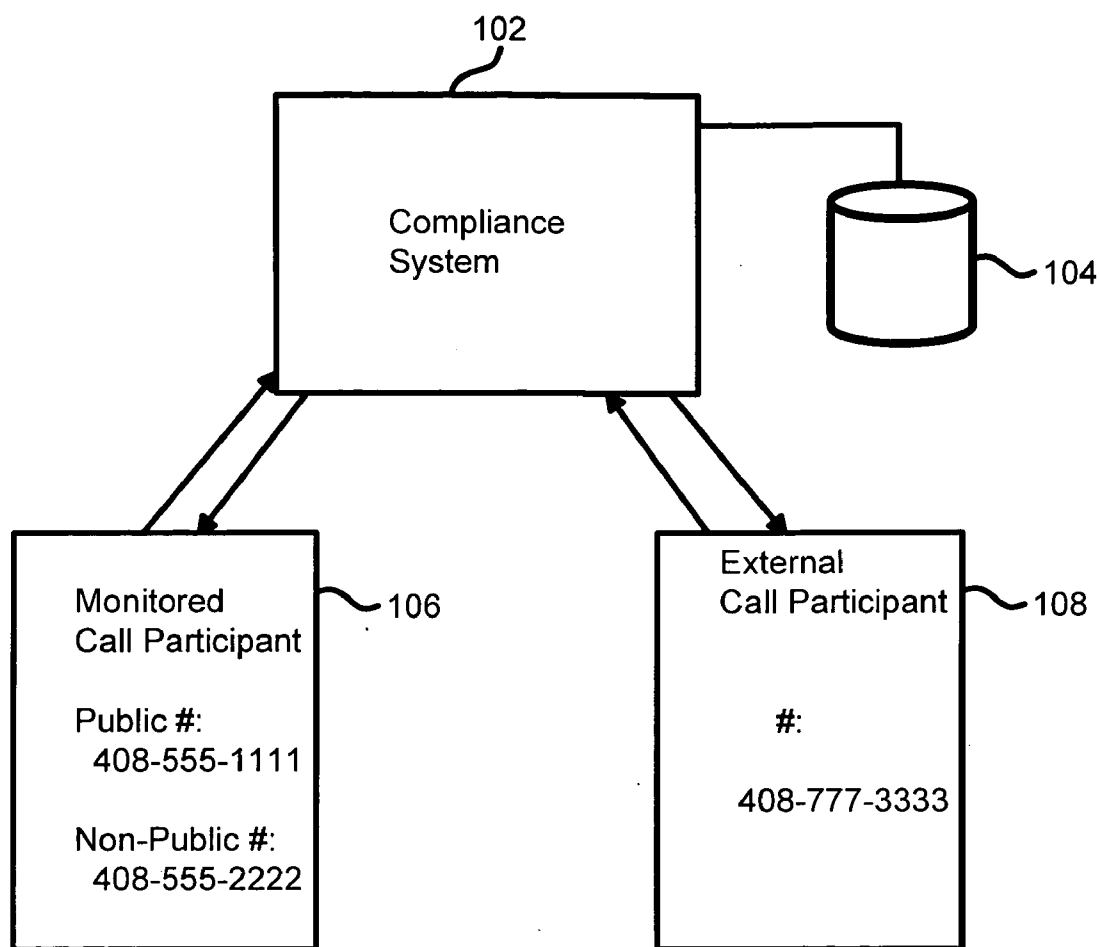 102
Compliance
System
104
Monitored
Call Participant
106
Public #:
408-555-1111
Non-Public #:
408-555-2222
External
Call Participant
108
#:
408-777-3333